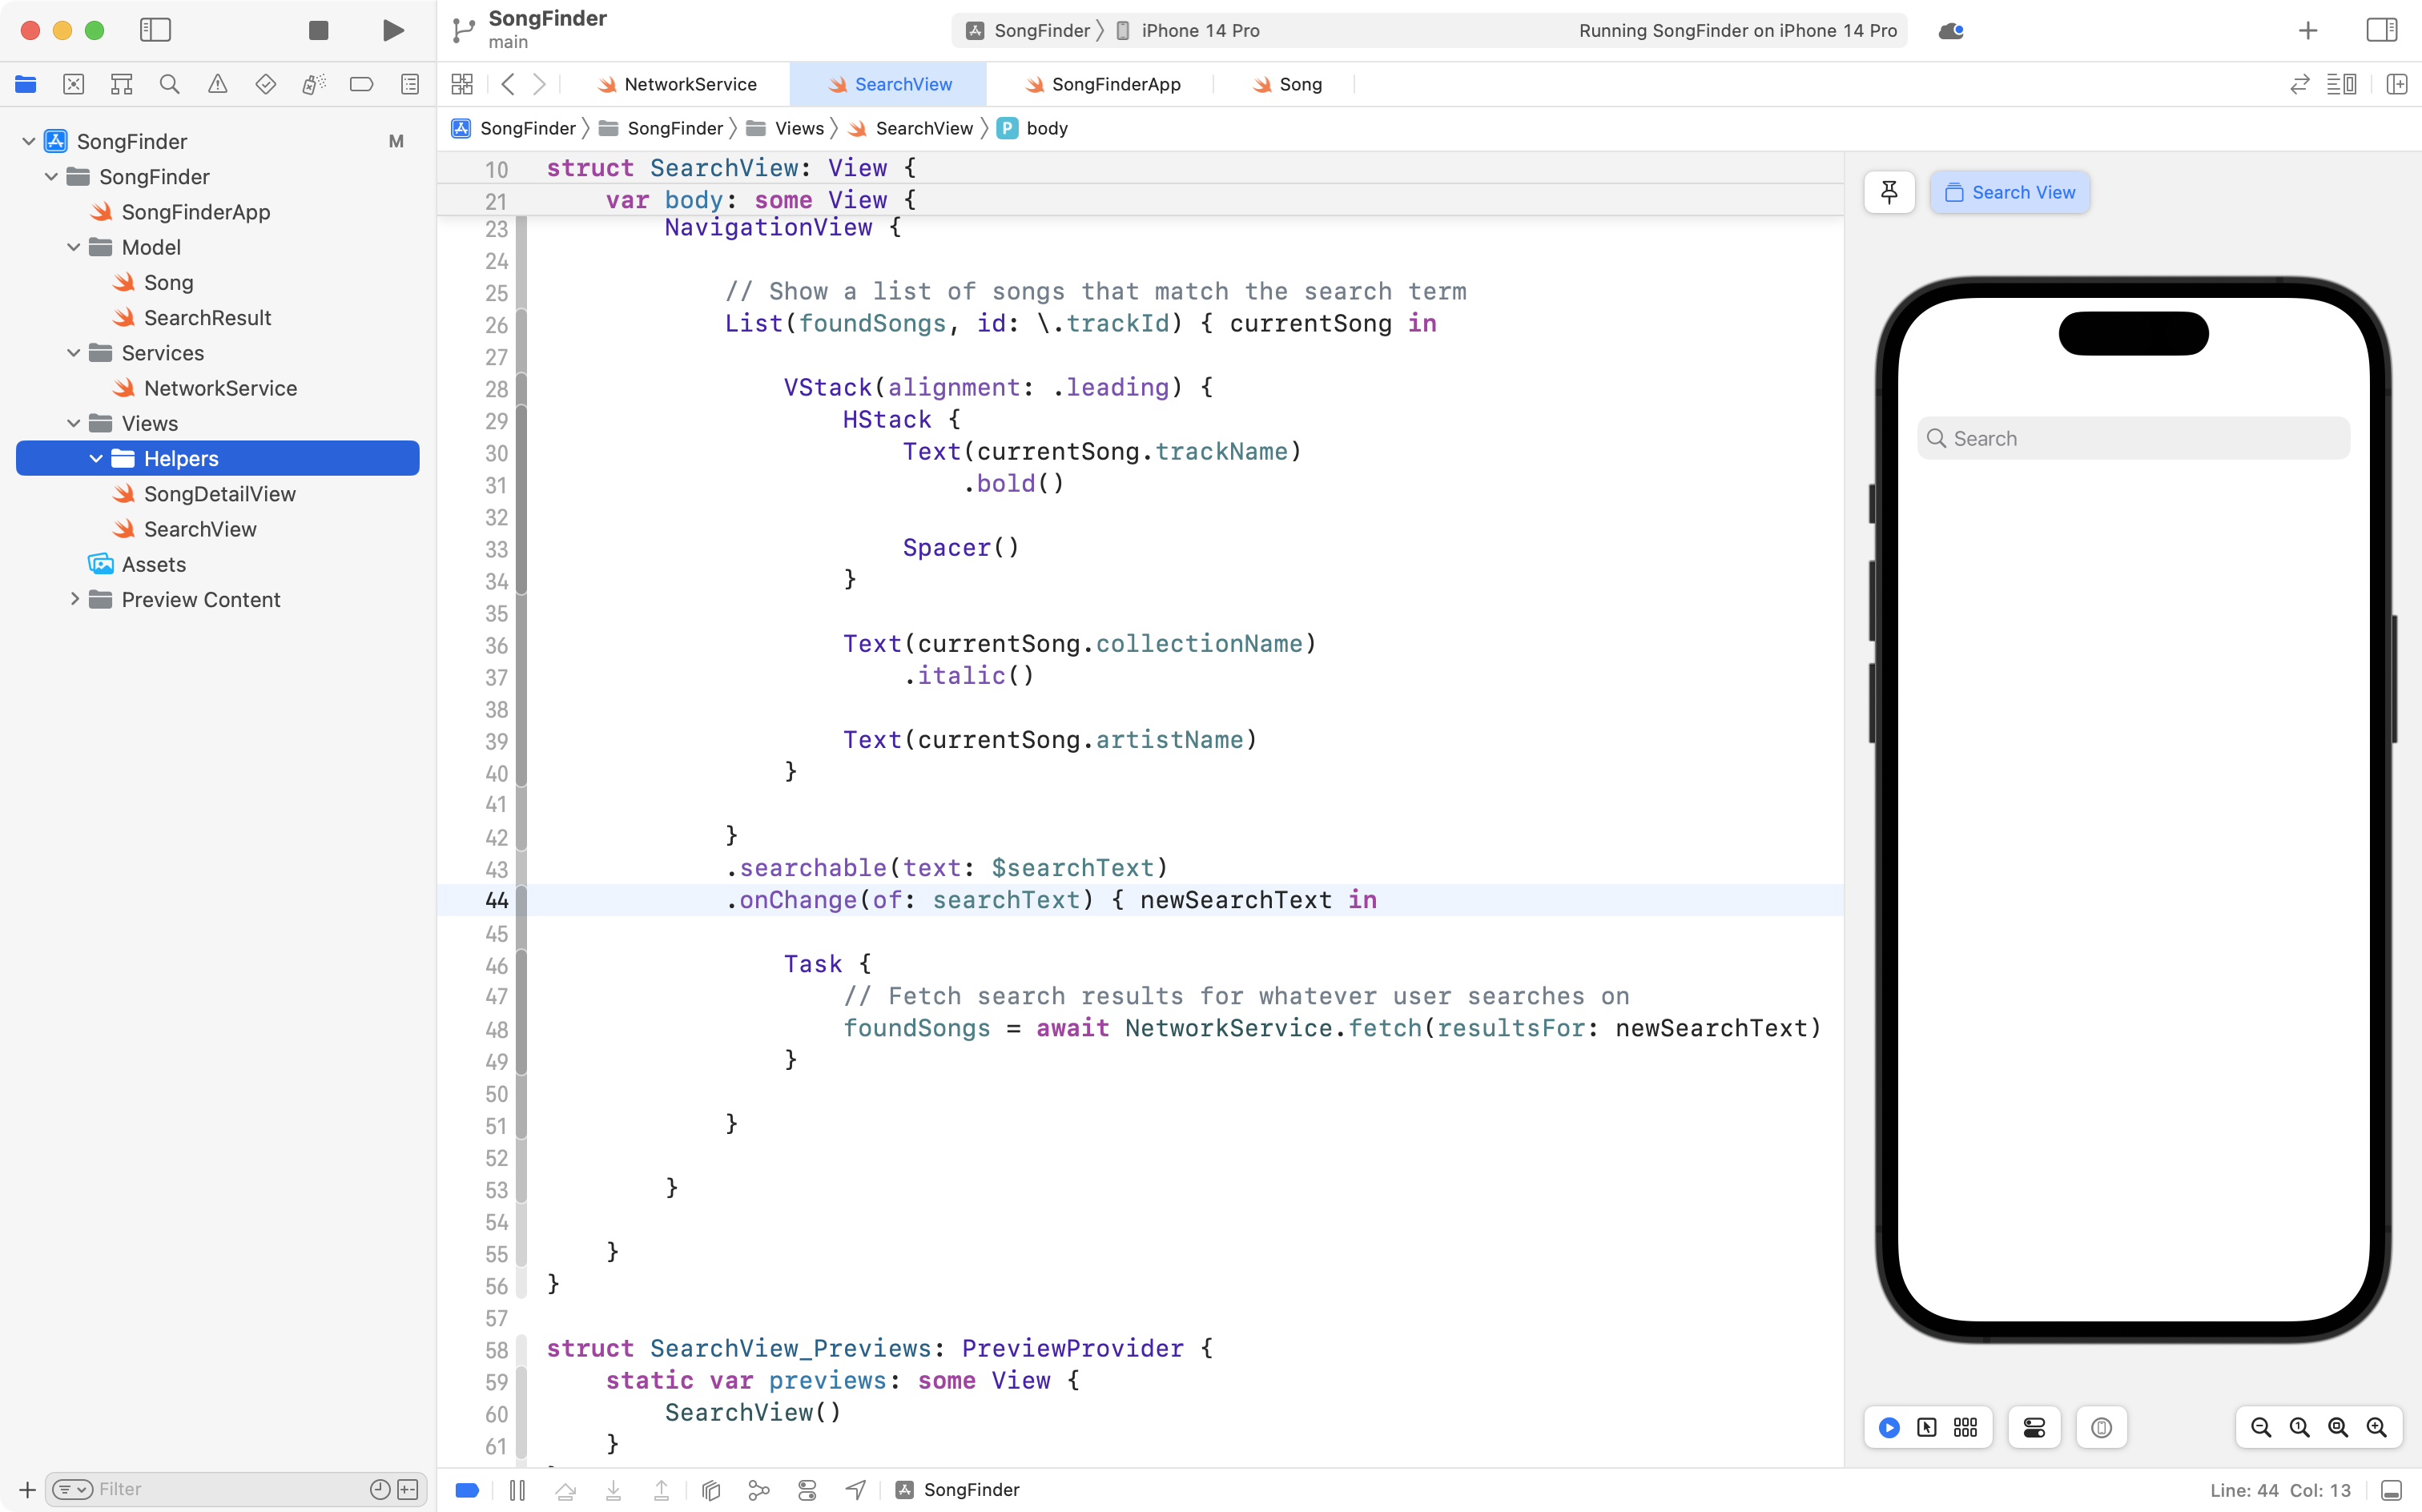 SongFinder
main
SongFinder
iPhone 14 Pro
Running SongFinder on iPhone 14 Pro
NetworkService
SearchView
SongFinderApp
Song
SongFinder
SongFinder
Views
SearchView
P
body
SongFinder
M
SongFinder
SongFinderApp
Model
Song
SearchResult
Services
NetworkService
Views
Helpers
SongDetailView
SearchView
Assets
Preview Content
Filter
10 struct SearchView: View {
21 var body: some View {
23 NavigationView {
24
25 // Show a list of songs that match the search term
26 List(foundSongs, id: \.trackId) { currentSong in
27
28 VStack(alignment: .leading) {
29 HStack {
30 Text(currentSong.trackName)
31 .bold()
32
33 Spacer()
34 }
35
36 Text(currentSong.collectionName)
37 .italic()
38
39 Text(currentSong.artistName)
40 }
41
42 }
43 .searchable(text: $searchText)
44 .onChange(of: searchText) { newSearchText in
45
46 Task {
47 // Fetch search results for whatever user searches on
48 foundSongs = await NetworkService.fetch(resultsFor: newSearchText)
49 }
50
51 }
52
53 }
54
55 }
56 }
57
58 struct SearchView_Previews: PreviewProvider {
59 static var previews: some View {
60 SearchView()
61 }
Search View
Search
SongFinder
Line: 44 Col: 13